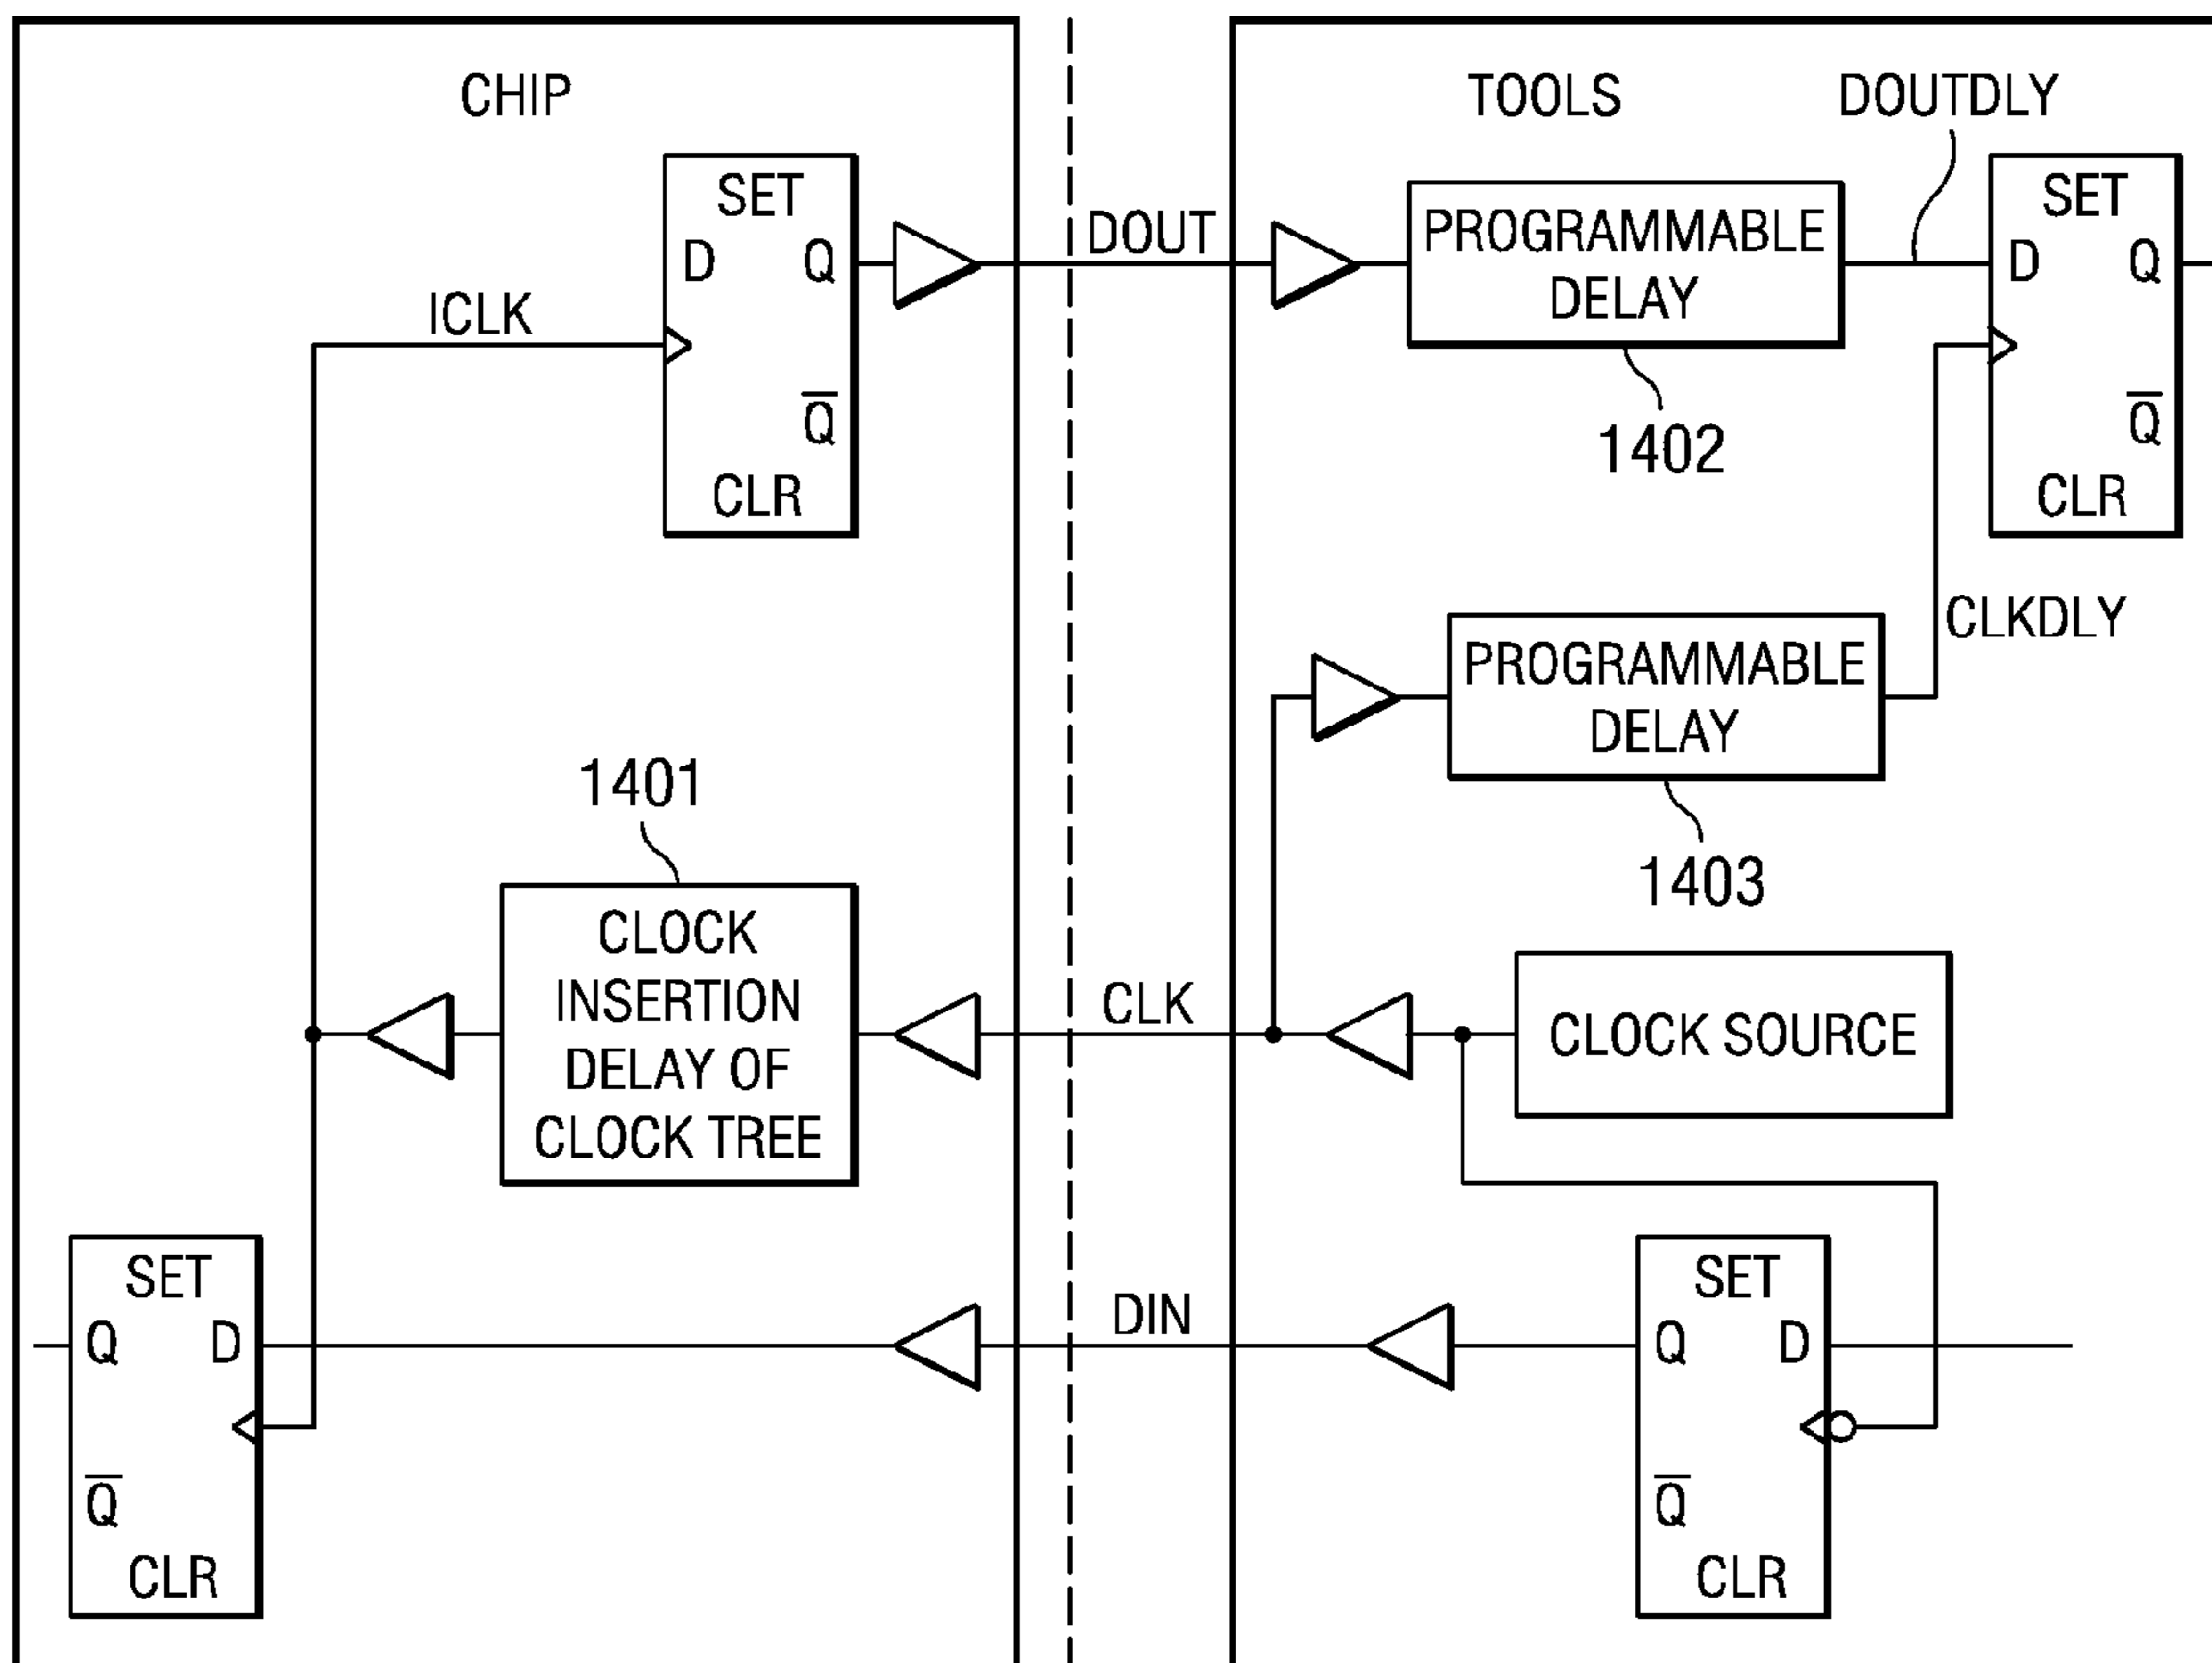 CHIP
TOOLS
DOUTDLY
SET
D
Q
Q̅
CLR
ICLK
DOUT
PROGRAMMABLE
DELAY
1402
SET
D
Q
Q̅
CLR
CLKDLY
PROGRAMMABLE
DELAY
1403
1401
CLOCK
INSERTION
DELAY OF
CLOCK TREE
CLK
CLOCK SOURCE
SET
Q
D
Q̅
CLR
DIN
SET
Q
D
Q̅
CLR